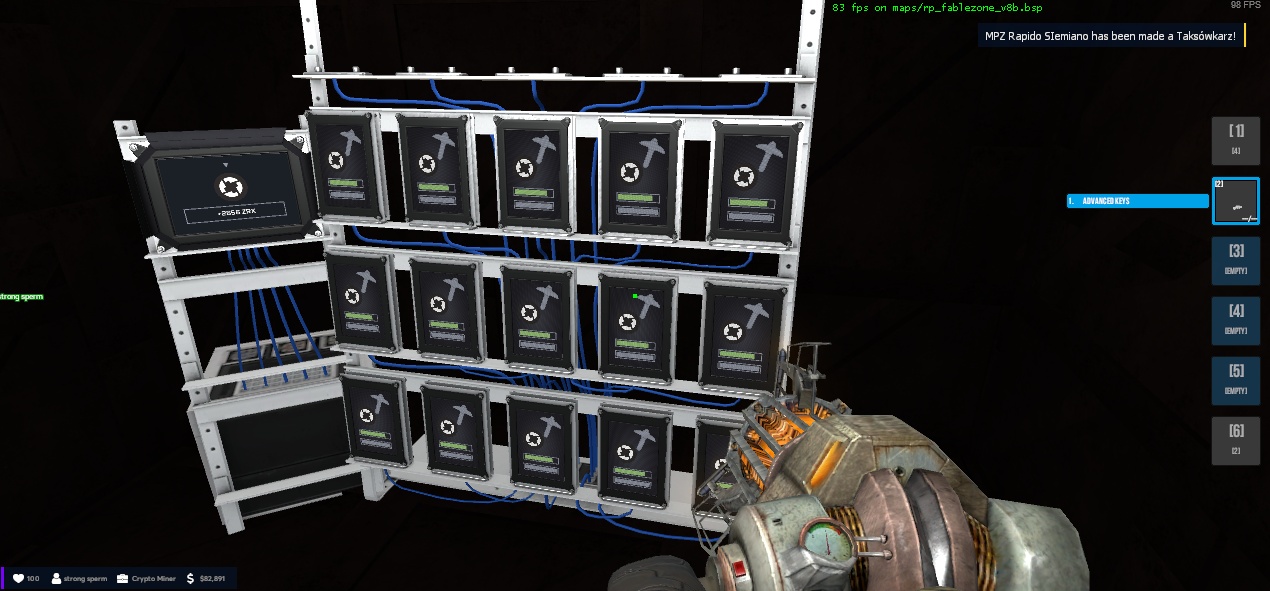 83 fps on maps/rp_fablezone_v8b.bsp
98 FPS
MPZ Rapido SIemiano has been made a Taksówkarz!
[1]
[4]
[2]
1. ADVANCED KEYS
+2856 ZRX
[3]
[EMPTY]
strong sperm
[4]
[EMPTY]
[5]
[EMPTY]
[6]
[2]
100
strong sperm
Crypto Miner
$
$82,891